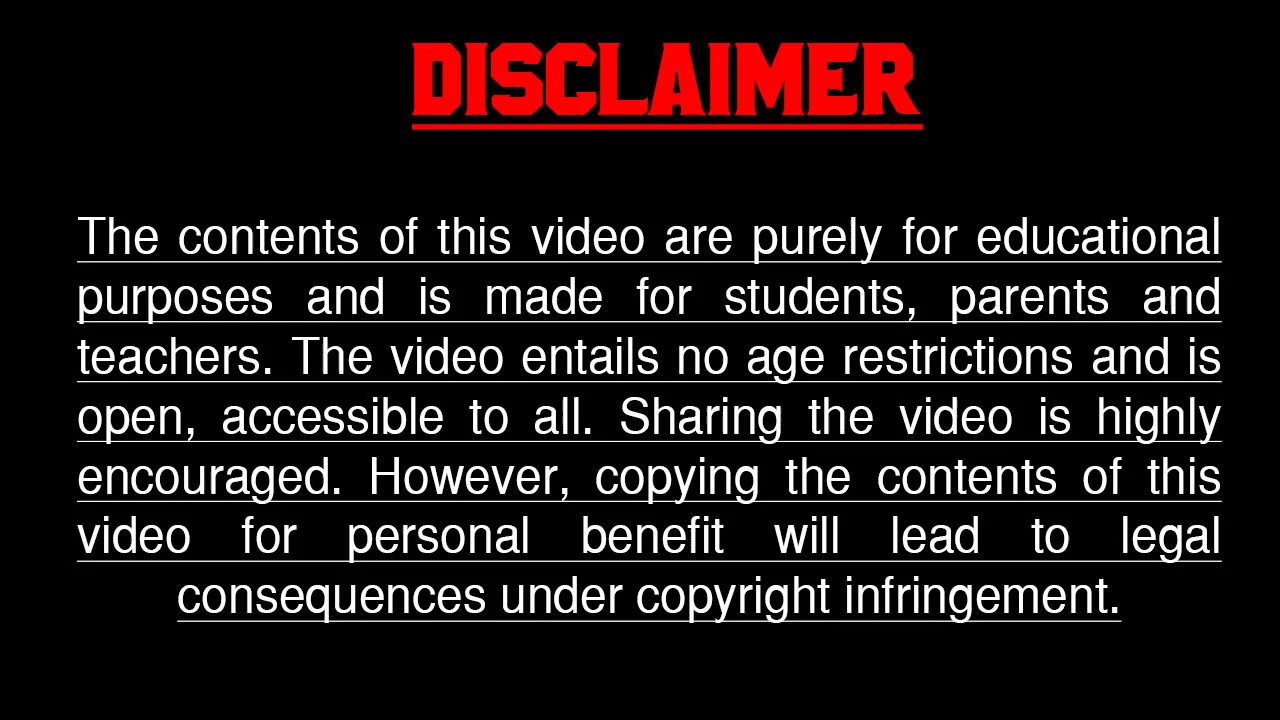 DISCLAIMER
The contents of this video are purely for educational
purposes and is made for students, parents and
teachers. The video entails no age restrictions and is
open, accessible to all. Sharing the video is highly
encouraged. However, copying the contents of this
video for personal benefit will lead to legal
consequences under copyright infringement.